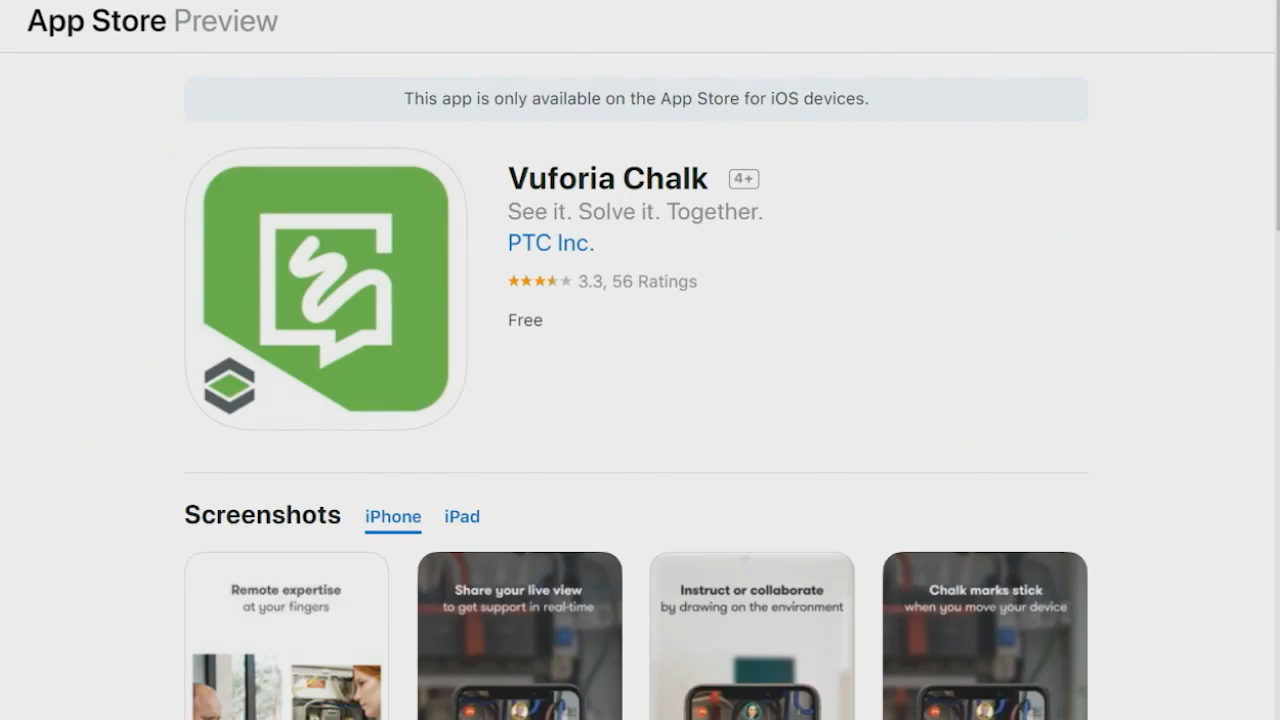 App Store Preview
This app is only available on the App Store for iOS devices.
Vuforia Chalk 4+
See it. Solve it. Together.
PTC Inc.
3.3, 56 Ratings
Free
Screenshots iPhone iPad
Remote expertise
at your fingers
Share your live view
to get support in real-time
Instruct or collaborate
by drawing on the environment
Chalk marks stick
when you move your device